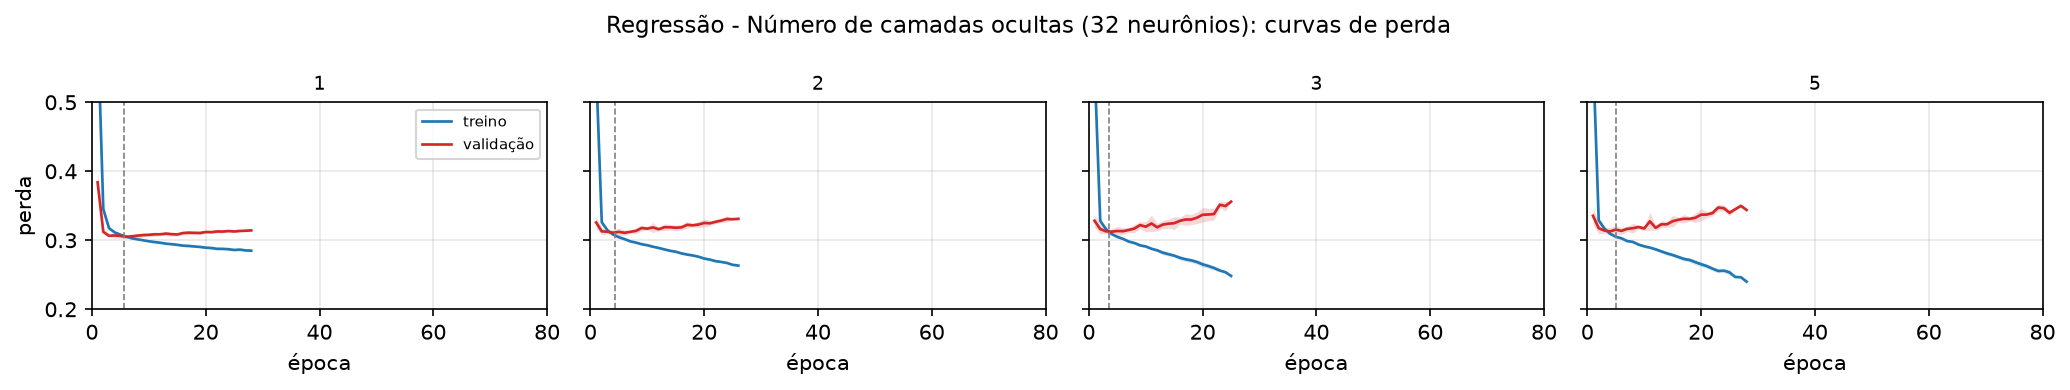 Regressão - Número de camadas ocultas (32 neurônios): curvas de perda
1
2
3
5
perda
0.5
0.4
0.3
0.2
treino
validação
0 20 40 60 80
0 20 40 60 80
0 20 40 60 80
0 20 40 60 80
época
época
época
época